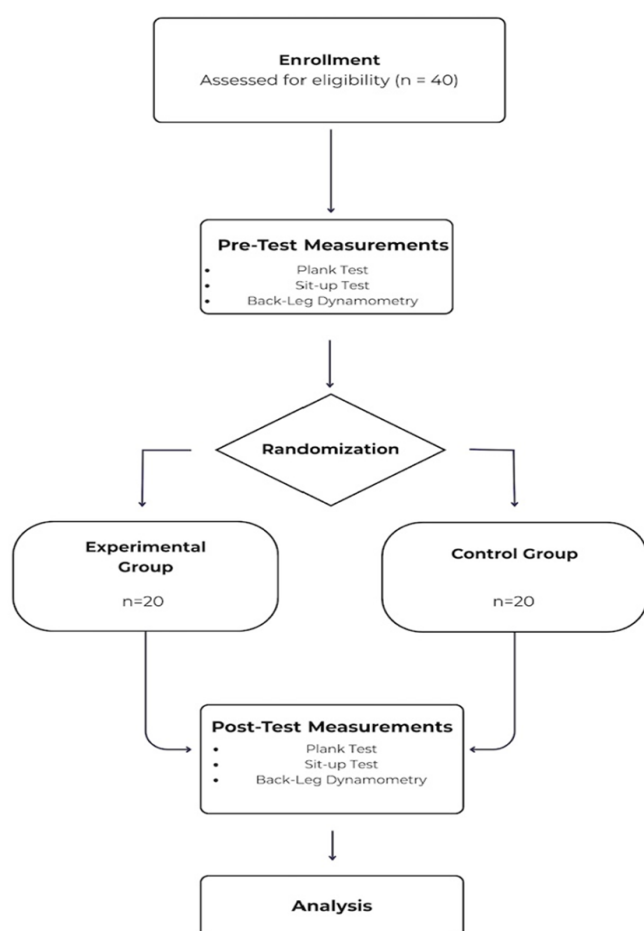 Enrollment
Assessed for eligibility (n = 40)
Pre-Test Measurements
• Plank Test
• Sit-up Test
• Back-Leg Dynamometry
Randomization
Experimental
Group
n=20
Control Group
n=20
Post-Test Measurements
• Plank Test
• Sit-up Test
• Back-Leg Dynamometry
Analysis